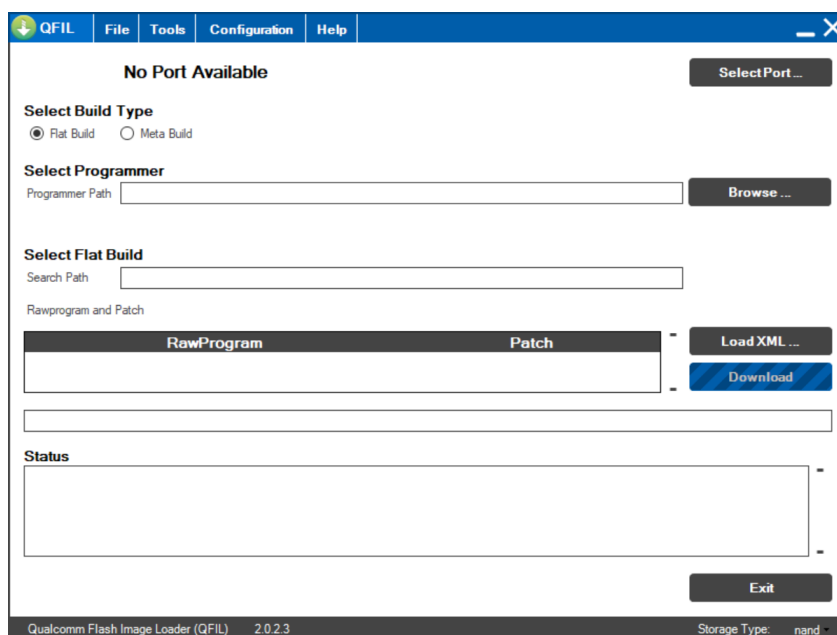 QFIL File Tools Configuration Help
No Port Available
Select Port ...
Select Build Type
Flat Build Meta Build
Select Programmer
Programmer Path
Browse ...
Select Flat Build
Search Path
Rawprogram and Patch
RawProgram Patch
Load XML ...
Download
Status
Exit
Qualcomm Flash Image Loader (QFIL) 2.0.2.3 Storage Type: nand